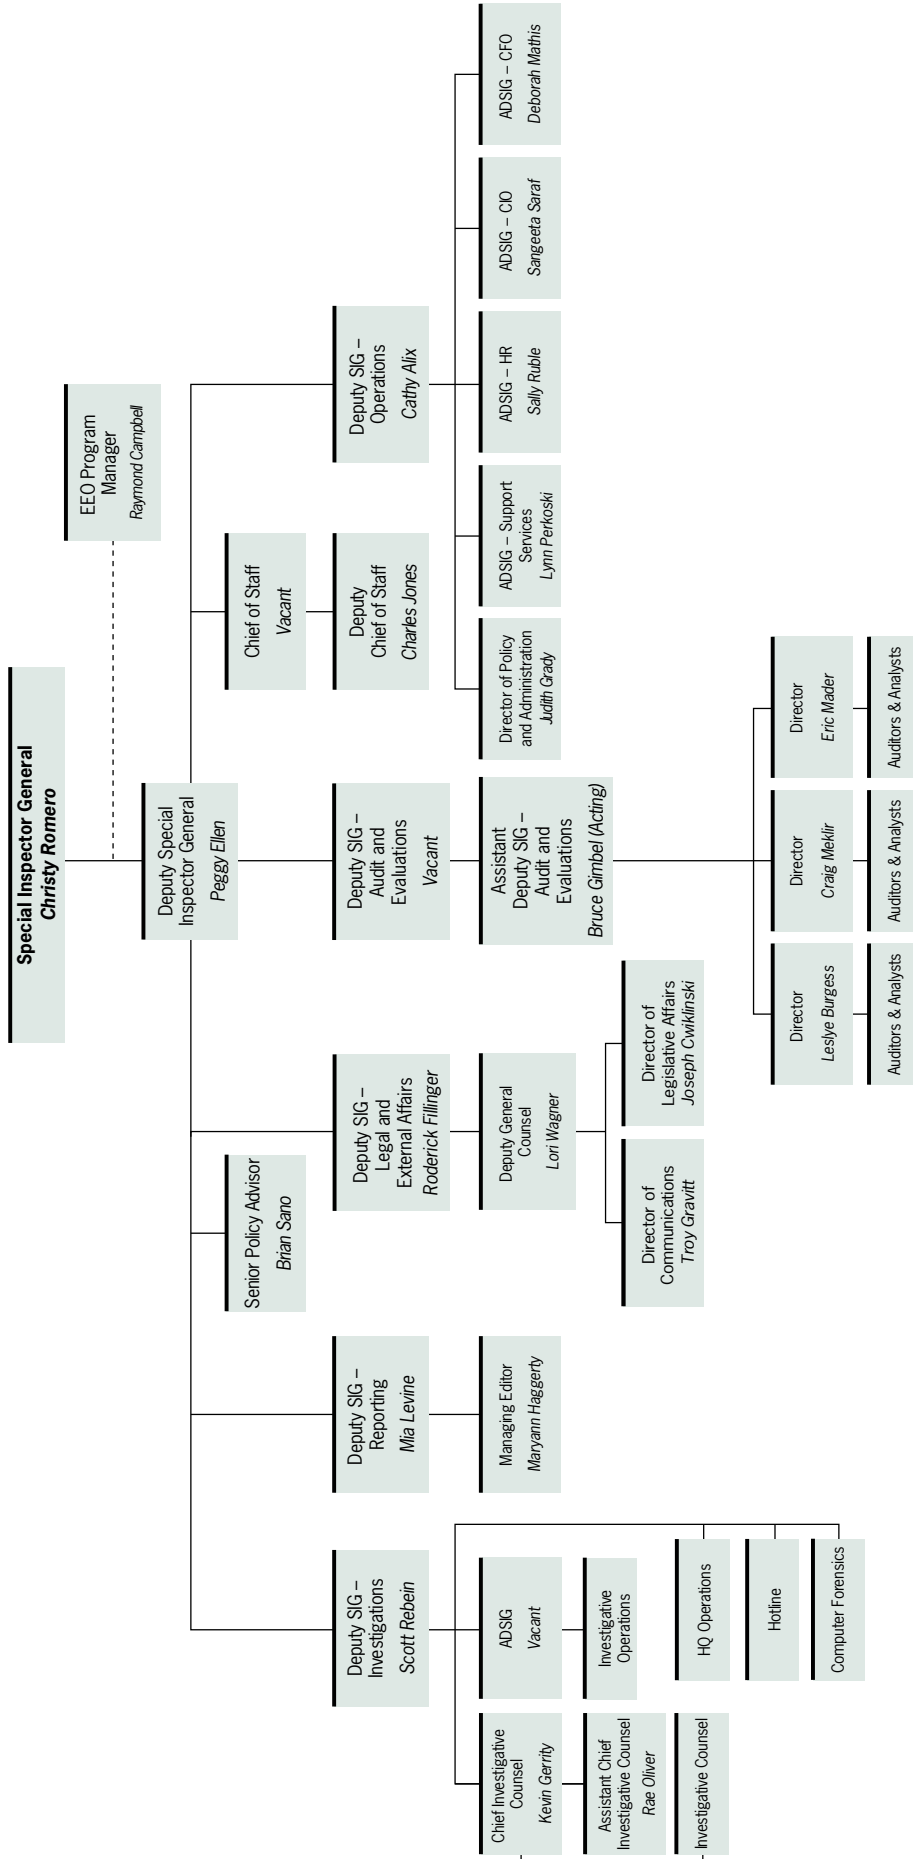 Special Inspector General
Christy Romero
EEO Program
Manager
Raymond Campbell
Deputy Special
Inspector General
Peggy Ellen
Senior Policy Advisor
Brian Sano
Chief of Staff
Vacant
Deputy SIG –
Investigations
Scott Rebein
Deputy SIG –
Reporting
Mia Levine
Deputy SIG –
Legal and
External Affairs
Roderick Fillinger
Deputy SIG –
Audit and
Evaluations
Vacant
Deputy
Chief of Staff
Charles Jones
Deputy SIG –
Operations
Cathy Alix
Chief Investigative
Counsel
Kevin Gerrity
ADSIG
Vacant
Managing Editor
Maryann Haggerty
Deputy General
Counsel
Lori Wagner
Assistant
Deputy SIG –
Audit and
Evaluations
Bruce Gimbel (Acting)
Director of Policy
and Administration
Judith Grady
ADSIG – Support
Services
Lynn Perkoski
ADSIG – HR
Sally Ruble
ADSIG – CIO
Sangeeta Saraf
ADSIG – CFO
Deborah Mathis
Assistant Chief
Investigative Counsel
Rae Oliver
Investigative
Operations
Director of
Communications
Troy Gravitt
Director of
Legislative Affairs
Joseph Cwiklinski
Investigative Counsel
HQ Operations
Hotline
Computer Forensics
Director
Leslye Burgess
Director
Craig Meklir
Director
Eric Mader
Auditors & Analysts
Auditors & Analysts
Auditors & Analysts